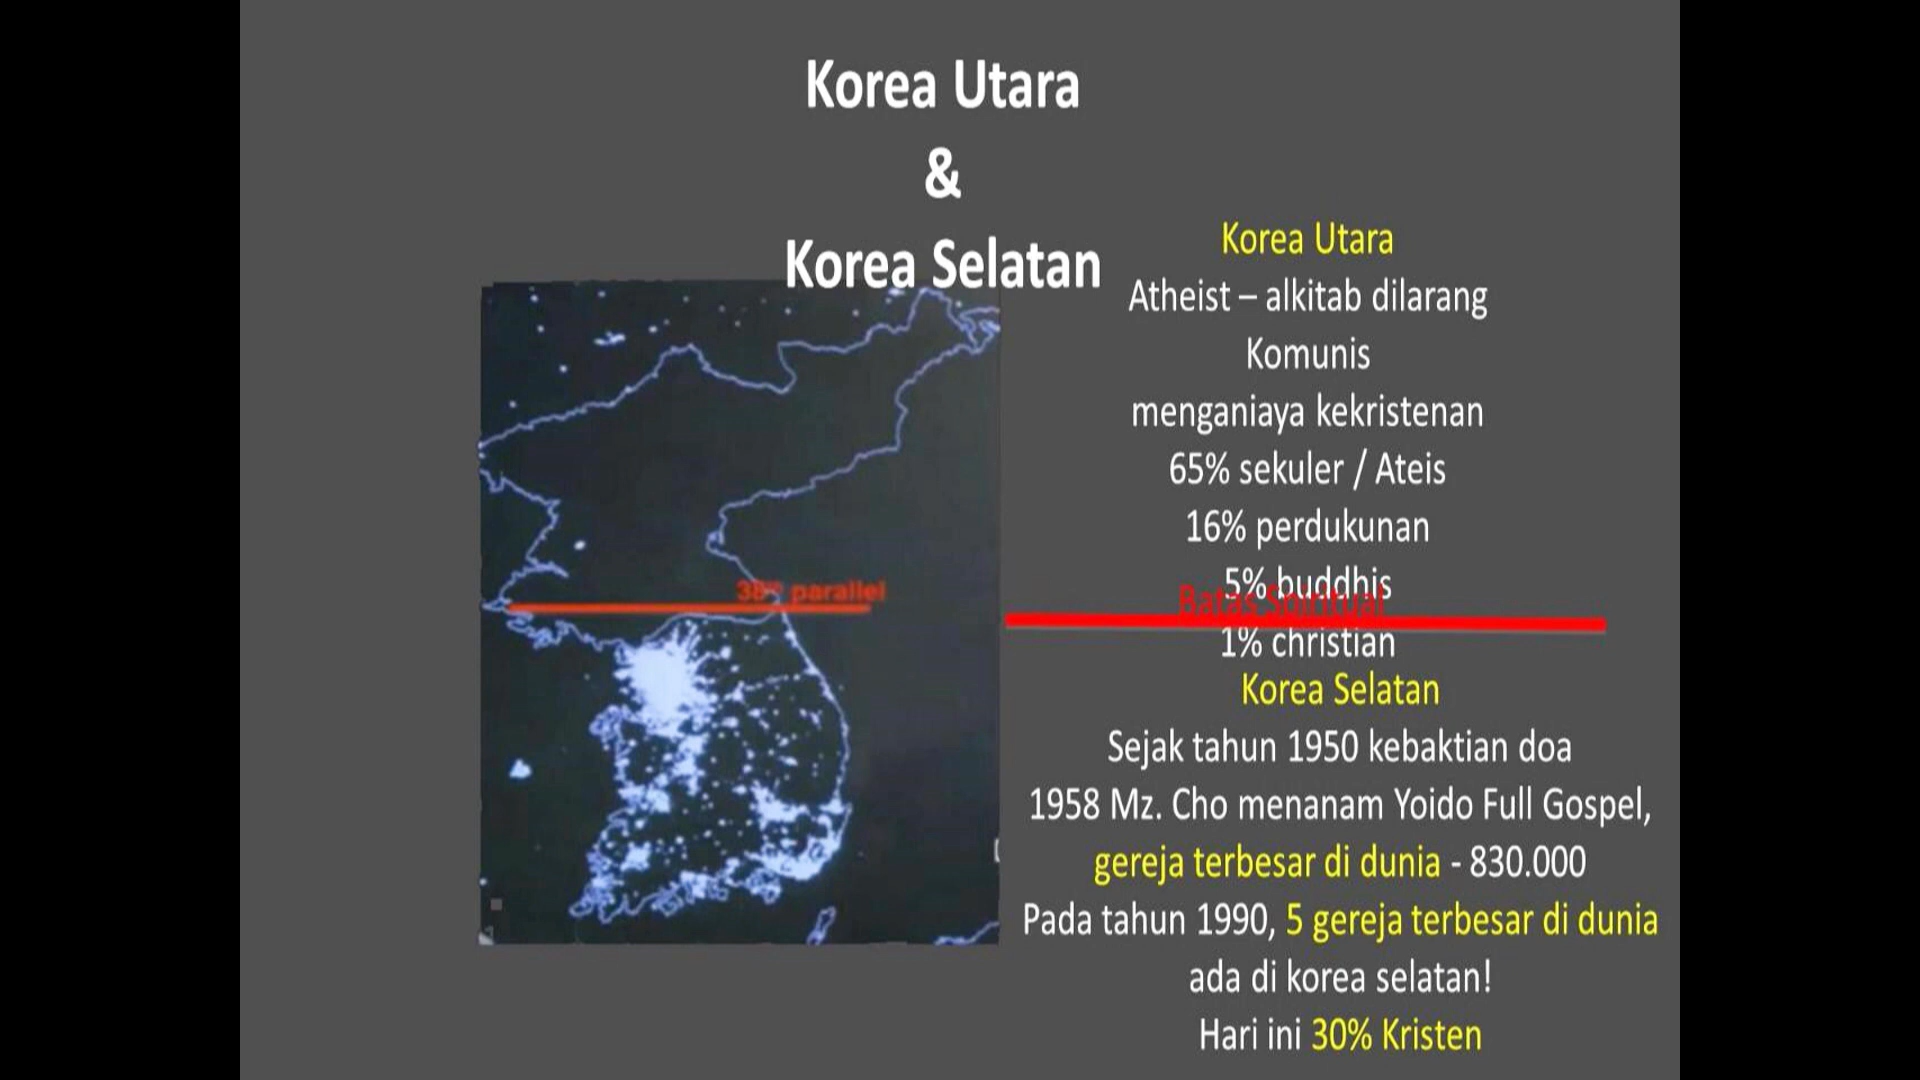 Korea Utara
&
Korea Selatan
Korea Utara
Atheist – alkitab dilarang
Komunis
menganiaya kekristenan
65% sekuler / Ateis
16% perdukunan
5% buddhis
Batas Spiritual
1% christian
38th parallel
Korea Selatan
Sejak tahun 1950 kebaktian doa
1958 Mz. Cho menanam Yoido Full Gospel,
gereja terbesar di dunia - 830.000
Pada tahun 1990, 5 gereja terbesar di dunia
ada di korea selatan!
Hari ini 30% Kristen